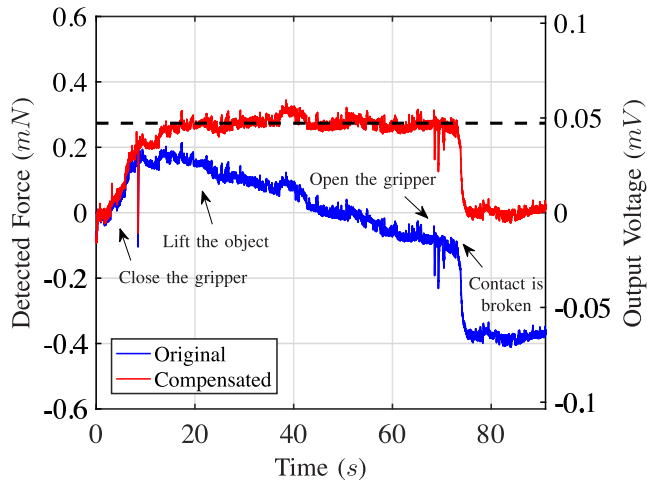 0.6
0.4
0.2
0
-0.2
-0.4
-0.6
Detected Force (mN)
0.1
0.05
0
-0.05
-0.1
Output Voltage (mV)
Open the gripper
Lift the object
Close the gripper
Contact is
broken
Original
Compensated
0 20 40 60 80
Time (s)